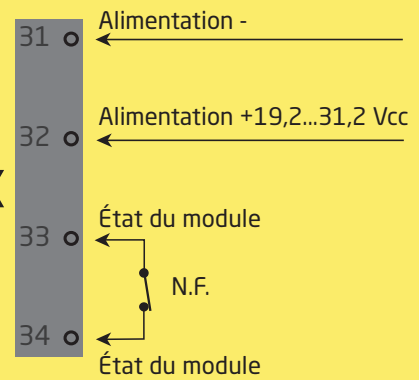 31 Alimentation -
32 Alimentation +19,2...31,2 Vcc
33 État du module
N.F.
34 État du module